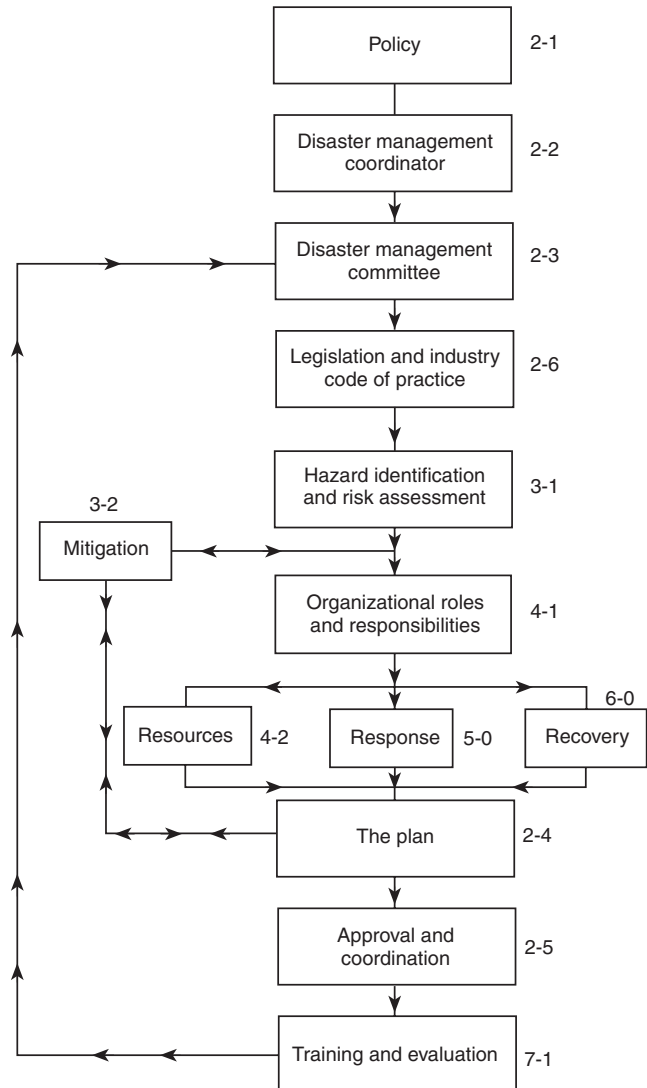 Policy
2-1
Disaster management
coordinator
2-2
Disaster management
committee
2-3
Legislation and industry
code of practice
2-6
Hazard identification
and risk assessment
3-1
3-2
Mitigation
Organizational roles
and responsibilities
4-1
Resources
4-2
Response
5-0
6-0
Recovery
The plan
2-4
Approval and
coordination
2-5
Training and evaluation
7-1